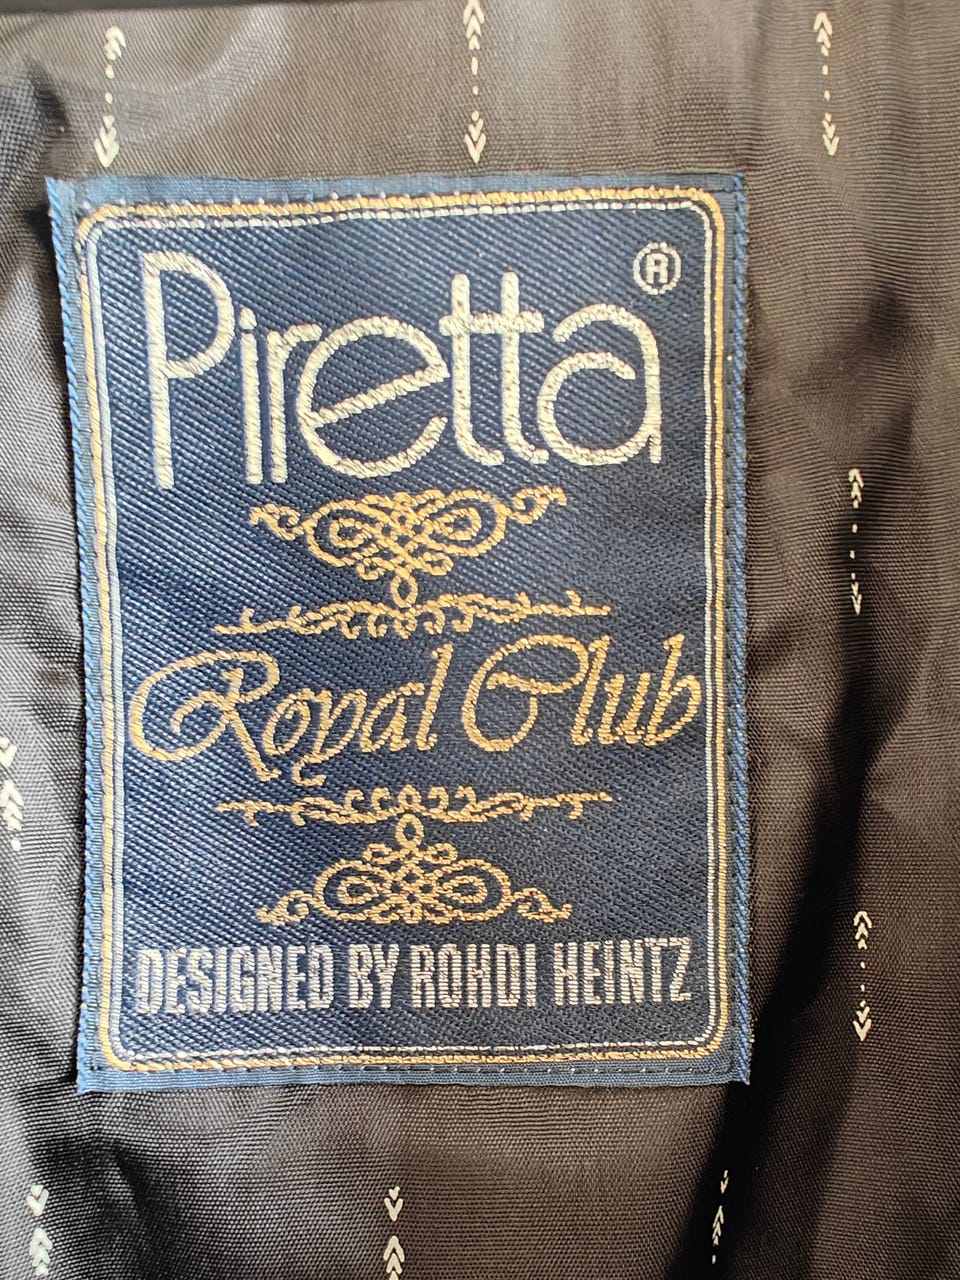 Piretta®
Royal Club
DESIGNED BY ROHDI HEINTZ